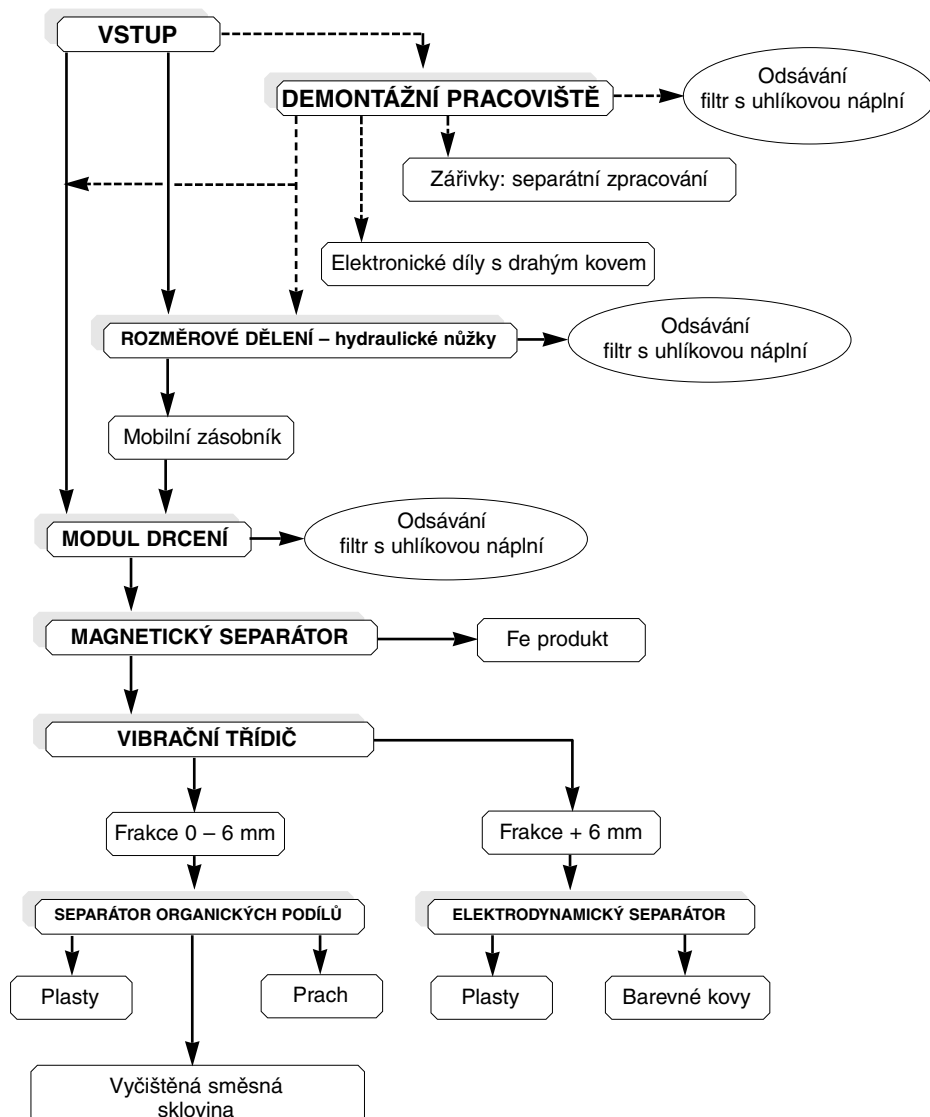 VSTUP
DEMONTÁŽNÍ PRACOVIŠTĚ
Odsávání
filtr s uhlíkovou náplní
Zářivky: separátní zpracování
Elektronické díly s drahým kovem
ROZMĚROVÉ DĚLENÍ – hydraulické nůžky
Odsávání
filtr s uhlíkovou náplní
Mobilní zásobník
MODUL DRCENÍ
Odsávání
filtr s uhlíkovou náplní
MAGNETICKÝ SEPARÁTOR
Fe produkt
VIBRAČNÍ TŘÍDIČ
Frakce 0 – 6 mm
Frakce + 6 mm
SEPARÁTOR ORGANICKÝCH PODÍLŮ
ELEKTRODYNAMICKÝ SEPARÁTOR
Plasty
Prach
Plasty
Barevné kovy
Vyčištěná směsná
sklovina